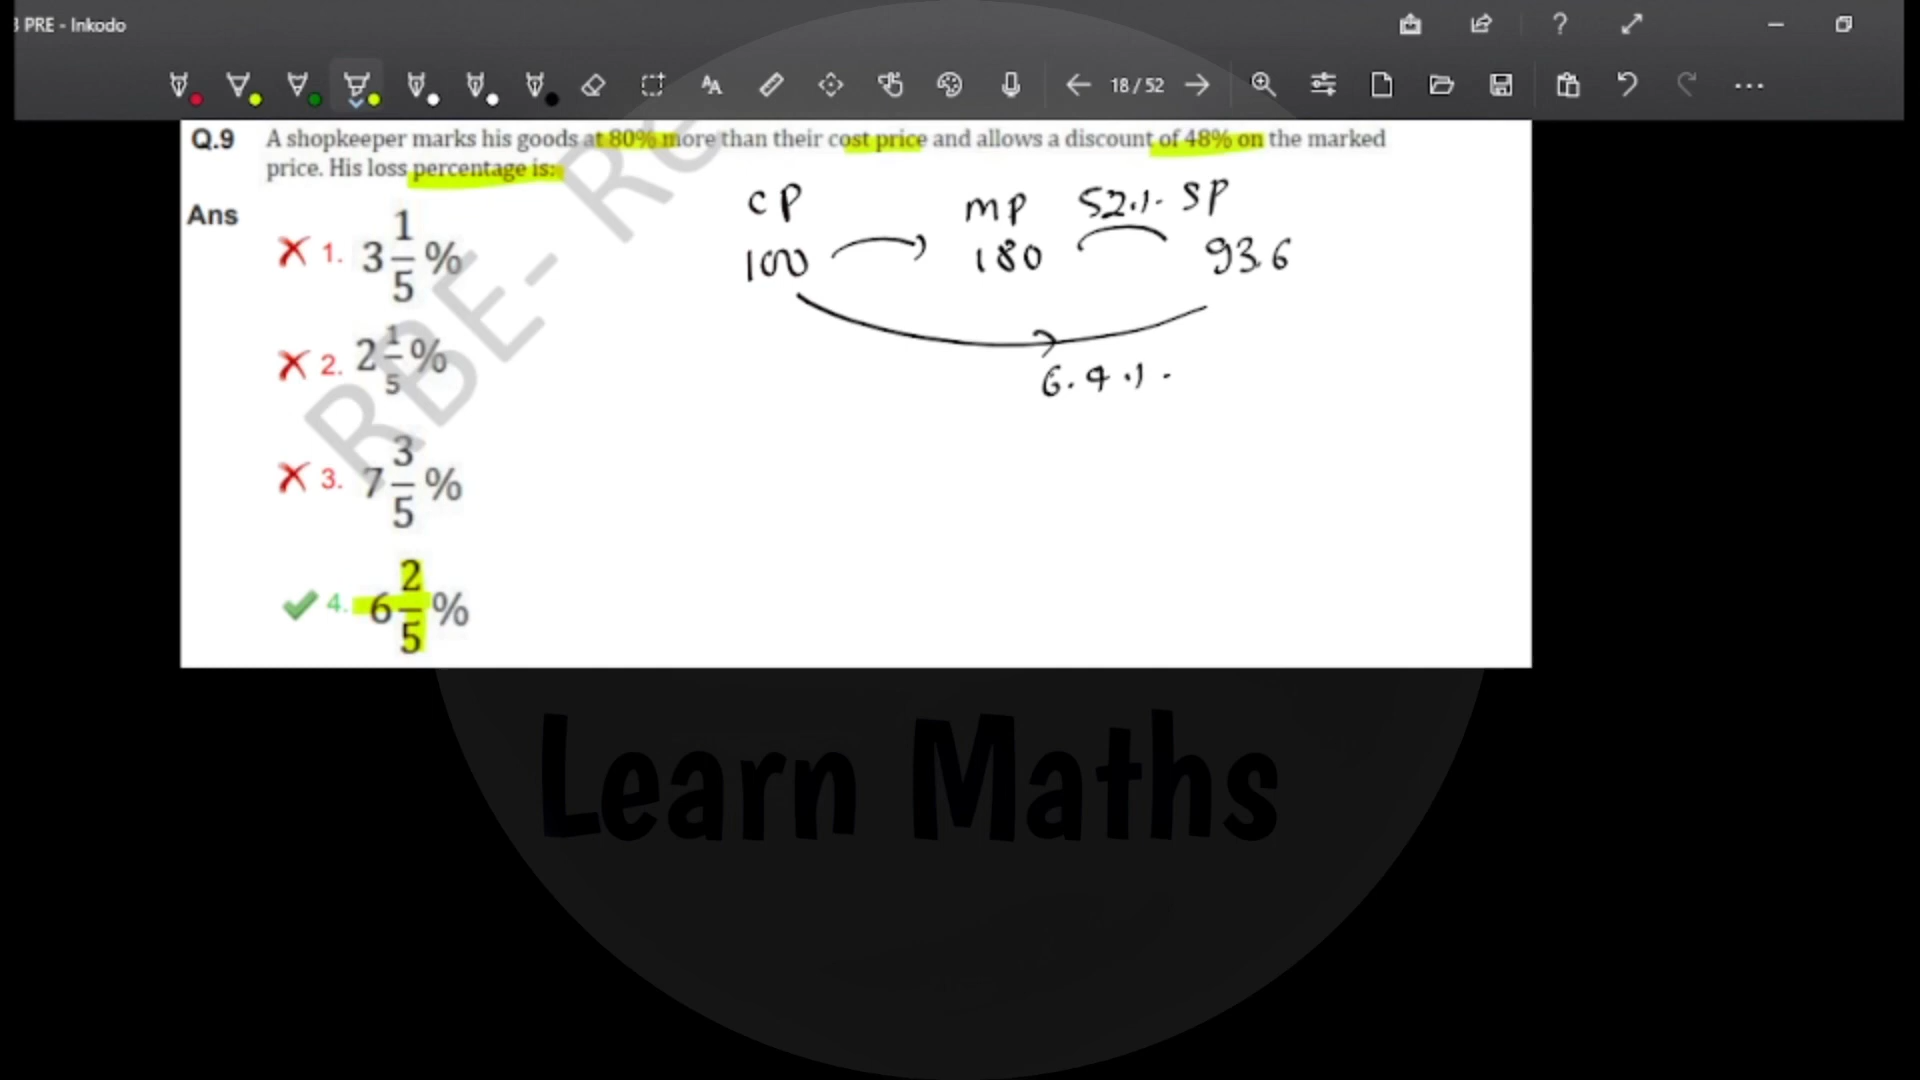 3 PRE - Inkodo
18 / 52
Q.9 A shopkeeper marks his goods at 80% more than their cost price and allows a discount of 48% on the marked
price. His loss percentage is:
Ans
1. 3 1/5 %
2. 2 1/5 %
3. 7 3/5 %
4. 6 2/5 %
CP MP 52% SP
100 180 93.6
6.4%
RBE- Re
Learn Maths